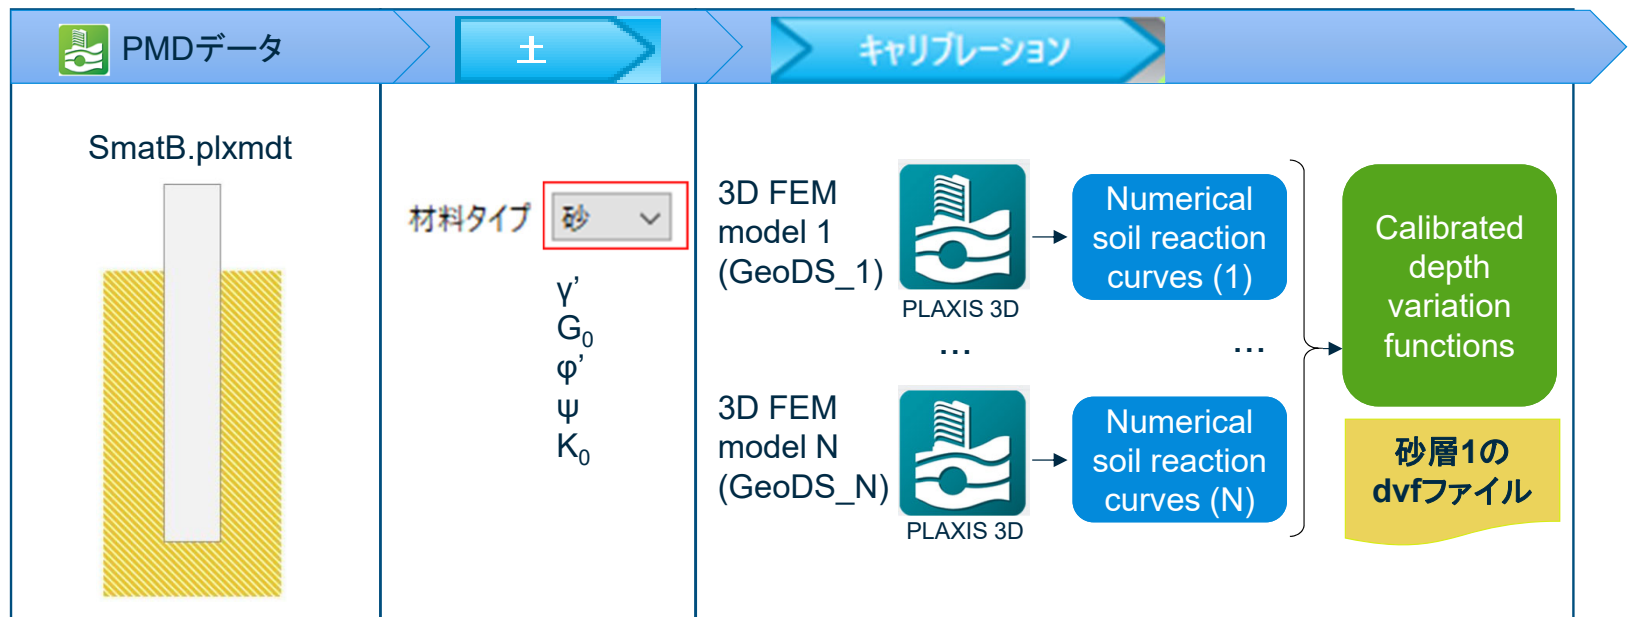 PMDデータ
土
キャリブレーション
SmatB.plxmdt
材料タイプ 砂
γ’
G₀
φ’
ψ
K₀
3D FEM
model 1
(GeoDS_1)
PLAXIS 3D
Numerical
soil reaction
curves (1)
...
...
3D FEM
model N
(GeoDS_N)
PLAXIS 3D
Numerical
soil reaction
curves (N)
Calibrated
depth
variation
functions
砂層1の
dvfファイル